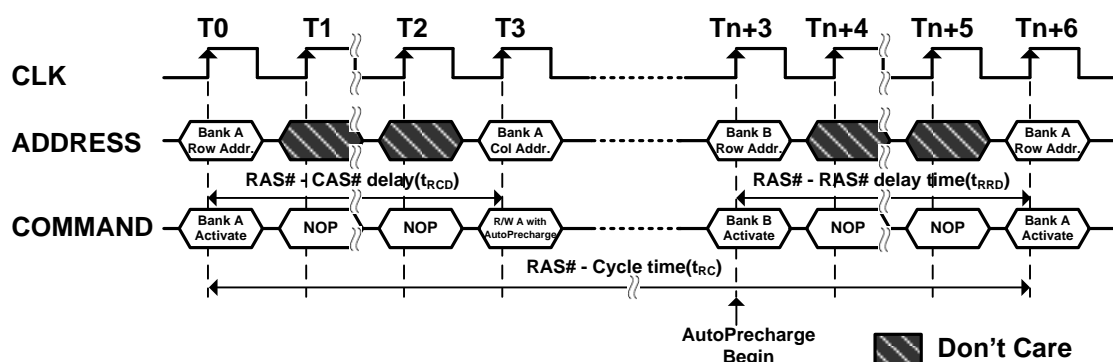 T0 T1 T2 T3 Tn+3 Tn+4 Tn+5 Tn+6
CLK
ADDRESS
Bank A
Row Addr.
Bank A
Col Addr.
Bank B
Row Addr.
Bank A
Row Addr.
RAS# - CAS# delay(tRCD)
RAS# - RAS# delay time(tRRD)
COMMAND
Bank A
Activate
NOP
NOP
R/W A with
AutoPrecharge
Bank B
Activate
NOP
NOP
Bank A
Activate
RAS# - Cycle time(tRC)
AutoPrecharge
Begin
Don't Care